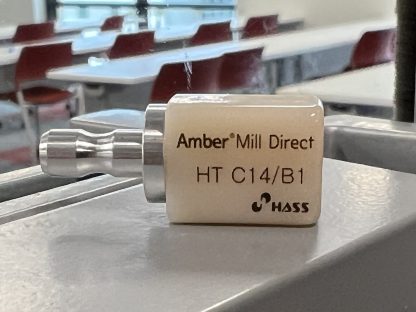 Amber® Mill Direct
HT C14/B1
HASS